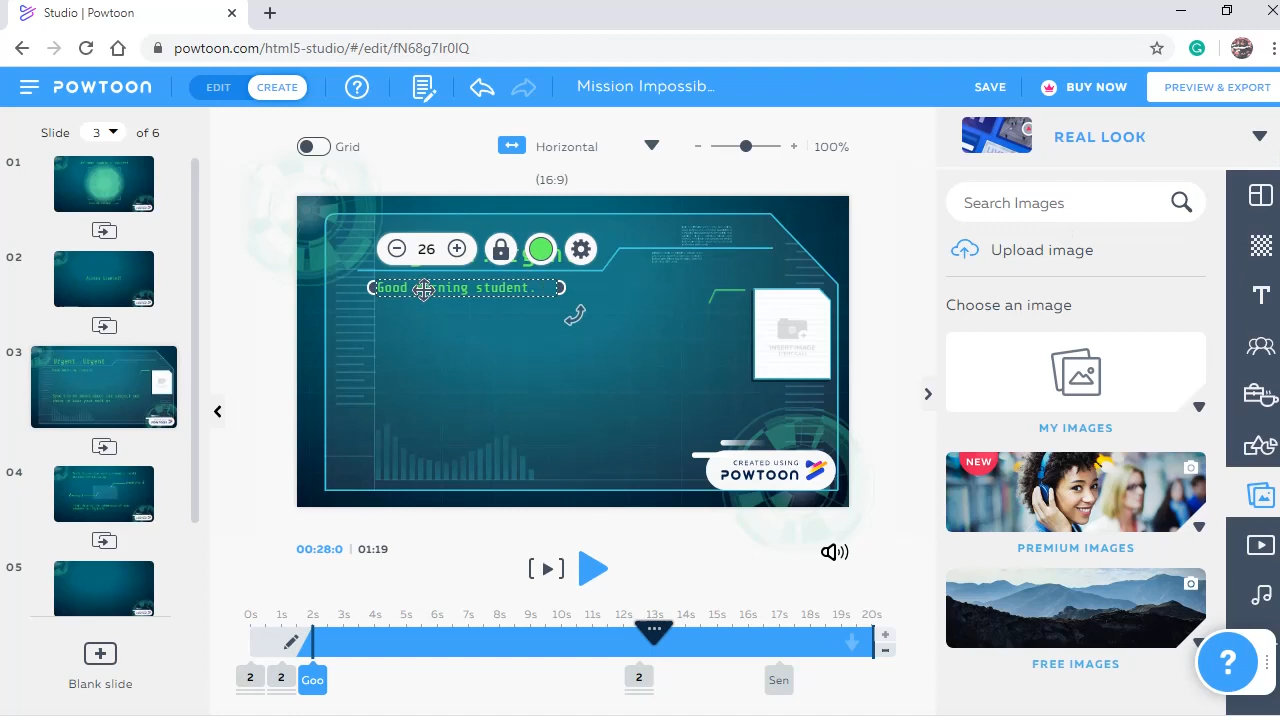 Studio | Powtoon
powtoon.com/html5-studio/#/edit/fN68g7lr0lQ
POWTOON
EDIT
CREATE
Mission Impossib...
SAVE
BUY NOW
PREVIEW & EXPORT
Slide 3 of 6
Grid
Horizontal
(16:9)
100%
REAL LOOK
Search Images
Upload image
Choose an image
MY IMAGES
NEW
PREMIUM IMAGES
FREE IMAGES
01
02
03
04
05
Blank slide
student.
INSERT IMAGE
CREATED USING
POWTOON
00:28:0 | 01:19
0s 1s 2s 3s 4s 5s 6s 7s 8s 9s 10s 11s 12s 13s 14s 15s 16s 17s 18s 19s 20s
2 2 Goo 2 Sen